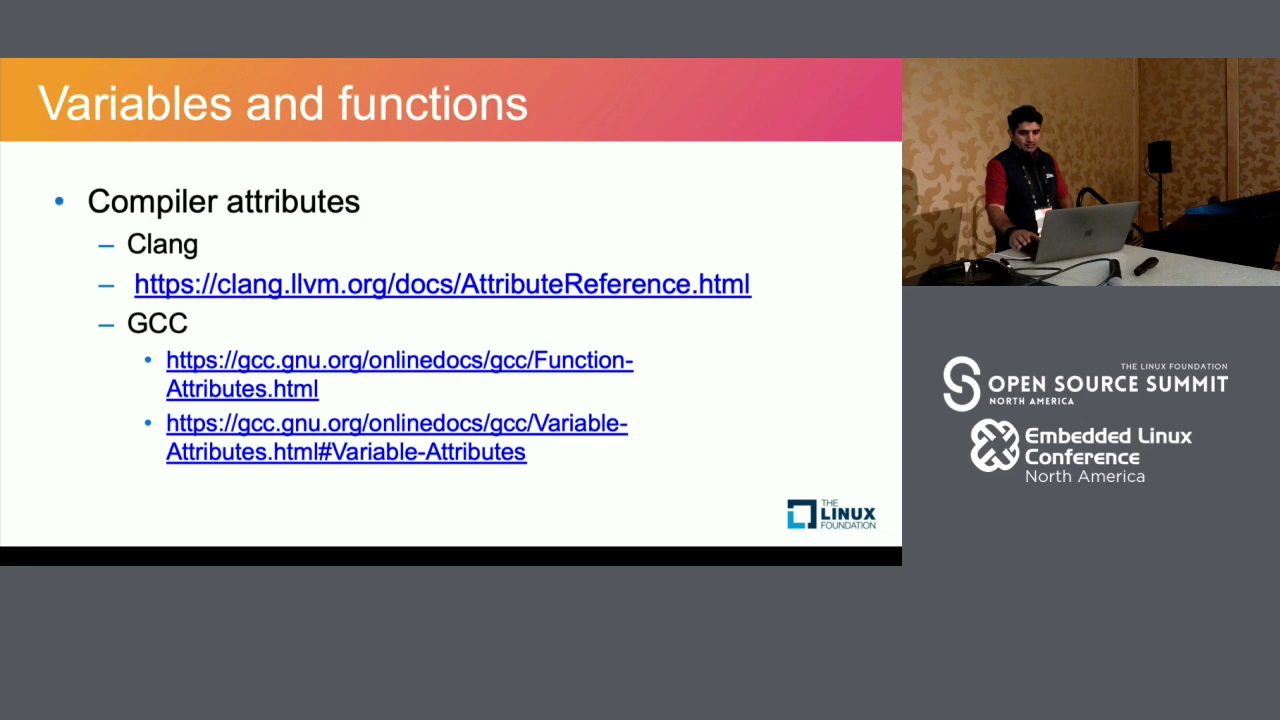 Variables and functions
Compiler attributes
– Clang
– https://clang.llvm.org/docs/AttributeReference.html
– GCC
https://gcc.gnu.org/onlinedocs/gcc/Function-
Attributes.html
https://gcc.gnu.org/onlinedocs/gcc/Variable-
Attributes.html#Variable-Attributes
THE
LINUX
FOUNDATION
THE LINUX FOUNDATION
OPEN SOURCE SUMMIT
NORTH AMERICA
Embedded Linux
Conference
North America